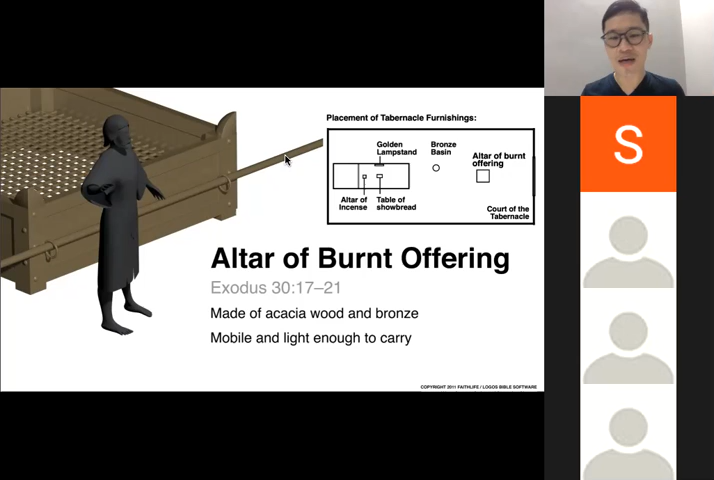 Placement of Tabernacle Furnishings:
Golden
Lampstand
Bronze
Basin
Altar of burnt
offering
Altar of
Incense
Table of
showbread
Court of the
Tabernacle
Altar of Burnt Offering
Exodus 30:17–21
Made of acacia wood and bronze
Mobile and light enough to carry
COPYRIGHT 2011 FAITHLIFE / LOGOS BIBLE SOFTWARE
S